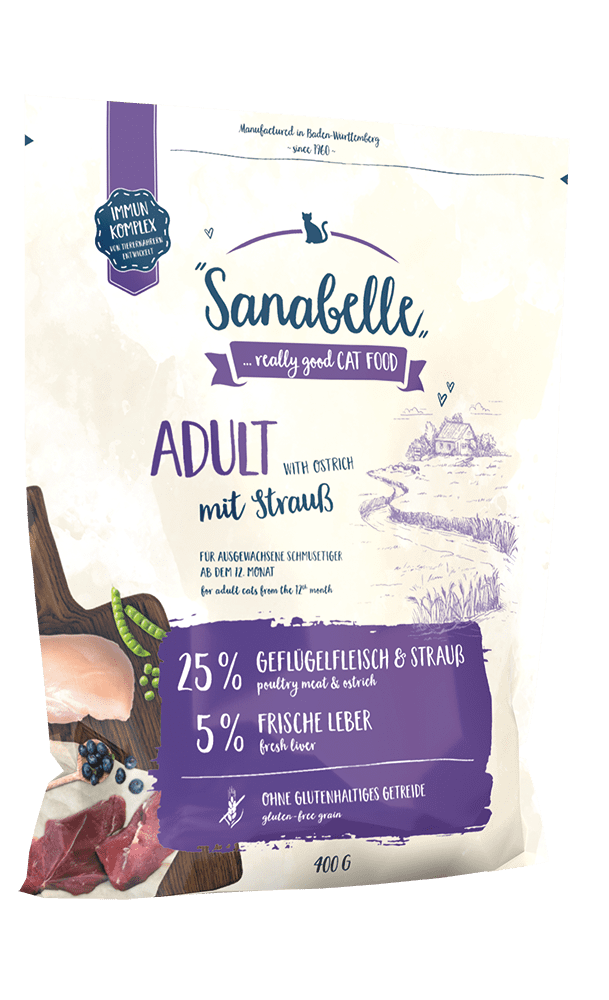 Manufactured in Baden-Württemberg
- since 1960 -
IMMUN
KOMPLEX
VON TIERERNÄHRERN
ENTWICKELT
"Sanabelle"
... really good CAT FOOD
ADULT
WITH OSTRICH
mit Strauß
FÜR AUSGEWACHSENE SCHMUSETIGER
AB DEM 12. MONAT
for adult cats from the 12th month
25% GEFLÜGELFLEISCH & STRAUß
poultry meat & ostrich
5% FRISCHE LEBER
fresh liver
OHNE GLUTENHALTIGES GETREIDE
gluten-free grain
400 G